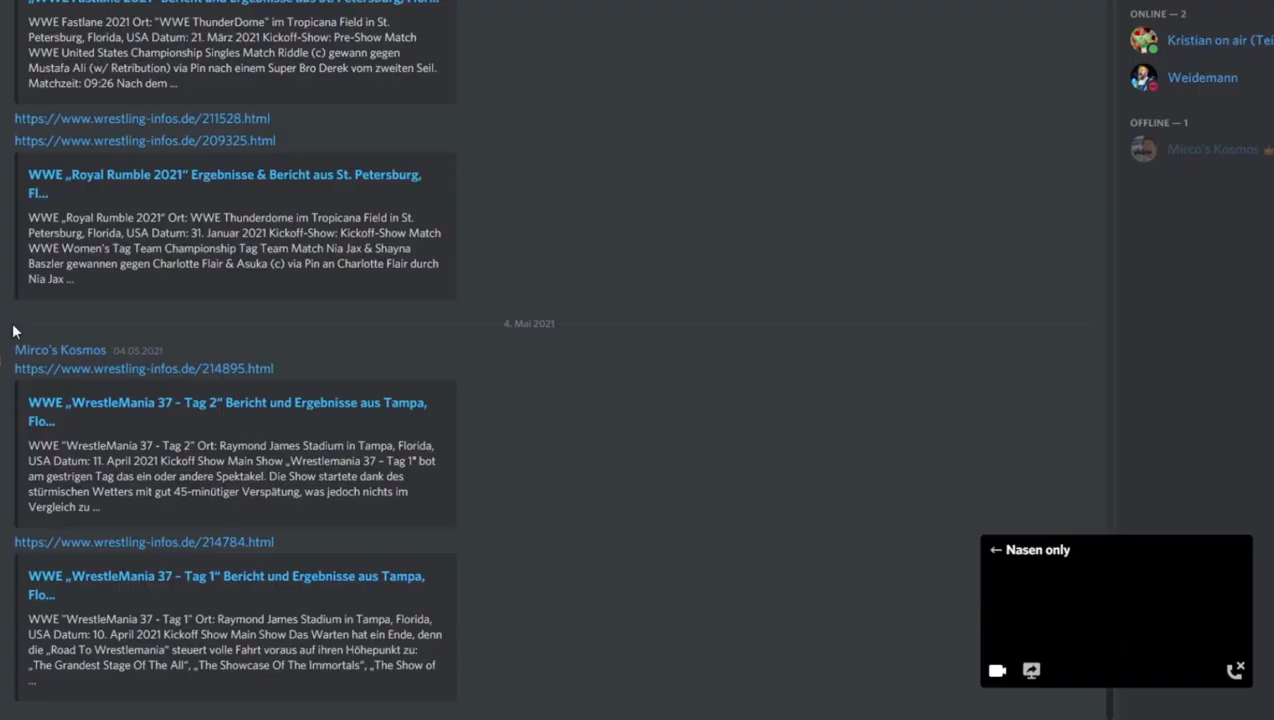 WWE Fastlane 2021 Ort: "WWE ThunderDome" im Tropicana Field in St.
Petersburg, Florida, USA Datum: 21. März 2021 Kickoff-Show: Pre-Show Match
WWE United States Championship Singles Match Riddle (c) gewann gegen
Mustafa Ali (w/ Retribution) via Pin nach einem Super Bro Derek vom zweiten Seil.
Matchzeit: 09:26 Nach dem ...
https://www.wrestling-infos.de/211528.html
https://www.wrestling-infos.de/209325.html
WWE „Royal Rumble 2021“ Ergebnisse & Bericht aus St. Petersburg,
Fl...
WWE „Royal Rumble 2021“ Ort: WWE Thunderdome im Tropicana Field in St.
Petersburg, Florida, USA Datum: 31. Januar 2021 Kickoff-Show: Kickoff-Show Match
WWE Women's Tag Team Championship Tag Team Match Nia Jax & Shayna
Baszler gewannen gegen Charlotte Flair & Asuka (c) via Pin an Charlotte Flair durch
Nia Jax ...
4. Mai 2021
Mirco's Kosmos 04.05.2021
https://www.wrestling-infos.de/214895.html
WWE „WrestleMania 37 – Tag 2“ Bericht und Ergebnisse aus Tampa,
Flo...
WWE "WrestleMania 37 - Tag 2" Ort: Raymond James Stadium in Tampa, Florida,
USA Datum: 11. April 2021 Kickoff Show Main Show „Wrestlemania 37 – Tag 1" bot
am gestrigen Tag das ein oder andere Spektakel. Die Show startete dank des
stürmischen Wetters mit gut 45-minütiger Verspätung, was jedoch nichts im
Vergleich zu ...
https://www.wrestling-infos.de/214784.html
WWE „WrestleMania 37 – Tag 1“ Bericht und Ergebnisse aus Tampa,
Flo...
WWE "WrestleMania 37 - Tag 1" Ort: Raymond James Stadium in Tampa, Florida,
USA Datum: 10. April 2021 Kickoff Show Main Show Das Warten hat ein Ende, denn
die „Road To Wrestlemania“ steuert volle Fahrt voraus auf ihren Höhepunkt zu:
„The Grandest Stage Of The All“, „The Showcase Of The Immortals“, „The Show of
...
ONLINE — 2
Kristian on air (Tei
Weidemann
OFFLINE — 1
Mirco's Kosmos
← Nasen only